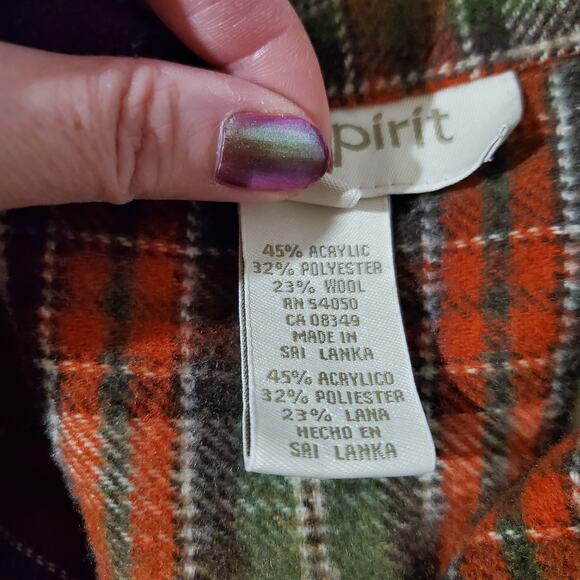 pirit
45% ACRYLIC
32% POLYESTER
23% WOOL
RN 54050
CA 08349
MADE IN
SRI LANKA
45% ACRYLICO
32% POLIESTER
23% LANA
HECHO EN
SRI LANKA